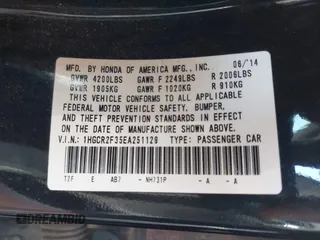 MFD. BY HONDA OF AMERICA MFG., INC. 06/14
GVWR 4200LBS GAWR F 2249LBS R 2006LBS
GVWR 1905KG GAWR F 1020KG R 910KG
THIS VEHICLE CONFORMS TO ALL APPLICABLE
FEDERAL MOTOR VEHICLE SAFETY, BUMPER,
AND THEFT PREVENTION STANDARDS IN EFFECT
ON THE DATE OF MANUFACTURE SHOWN ABOVE.
V.I.N.: 1HGCR2F35EA251129 TYPE: PASSENGER CAR
E AB7 - NH731P - A - A
DREAMBID